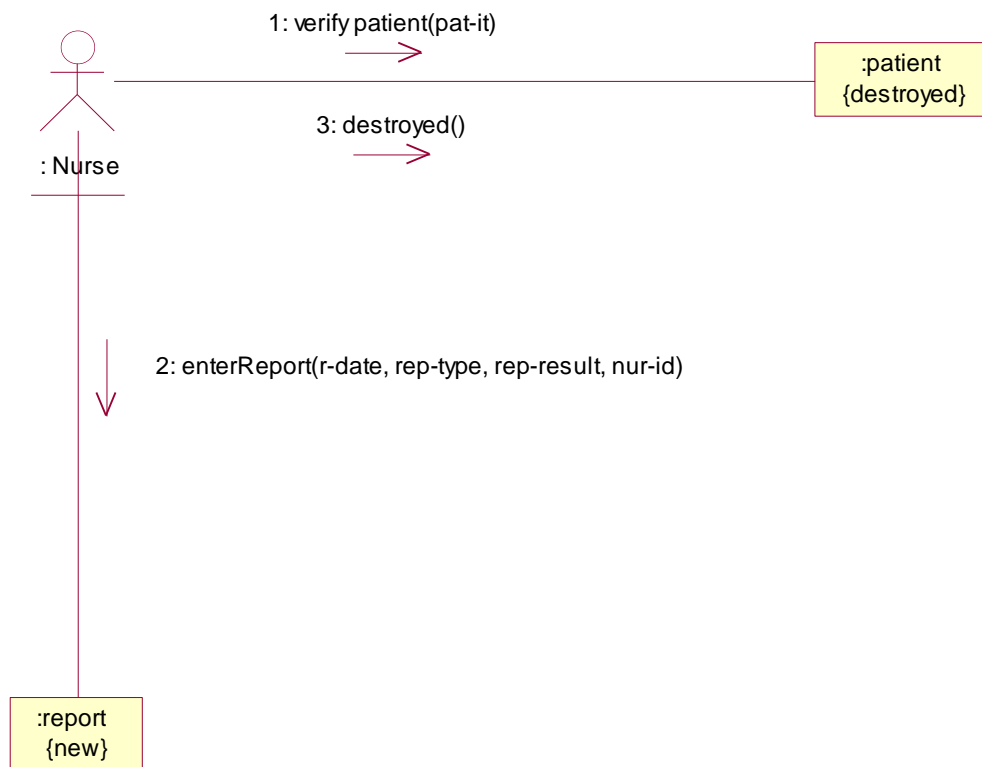 1: verify patient(pat-it)
:patient
{destroyed}
3: destroyed()
: Nurse
2: enterReport(r-date, rep-type, rep-result, nur-id)
:report
{new}